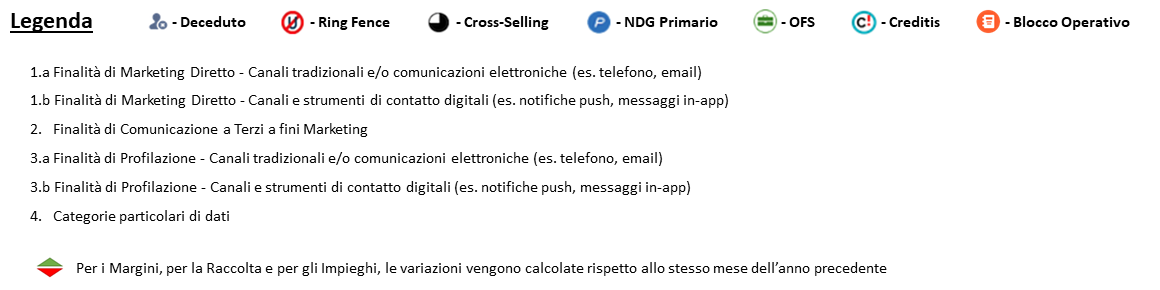 Legenda - Deceduto - Ring Fence - Cross-Selling - NDG Primario - OFS - Creditis - Blocco Operativo
1.a Finalità di Marketing Diretto - Canali tradizionali e/o comunicazioni elettroniche (es. telefono, email)
1.b Finalità di Marketing Diretto - Canali e strumenti di contatto digitali (es. notifiche push, messaggi in-app)
2. Finalità di Comunicazione a Terzi a fini Marketing
3.a Finalità di Profilazione - Canali tradizionali e/o comunicazioni elettroniche (es. telefono, email)
3.b Finalità di Profilazione - Canali e strumenti di contatto digitali (es. notifiche push, messaggi in-app)
4. Categorie particolari di dati
Per i Margini, per la Raccolta e per gli Impieghi, le variazioni vengono calcolate rispetto allo stesso mese dell’anno precedente